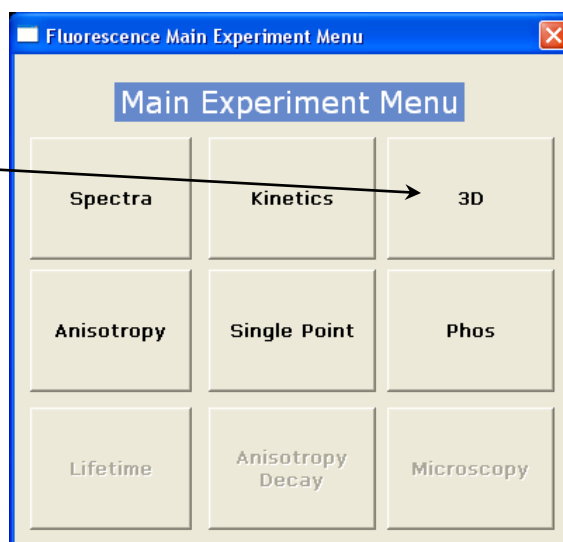 Fluorescence Main Experiment Menu
Main Experiment Menu
Spectra
Kinetics
3D
Anisotropy
Single Point
Phos
Lifetime
Anisotropy
Decay
Microscopy